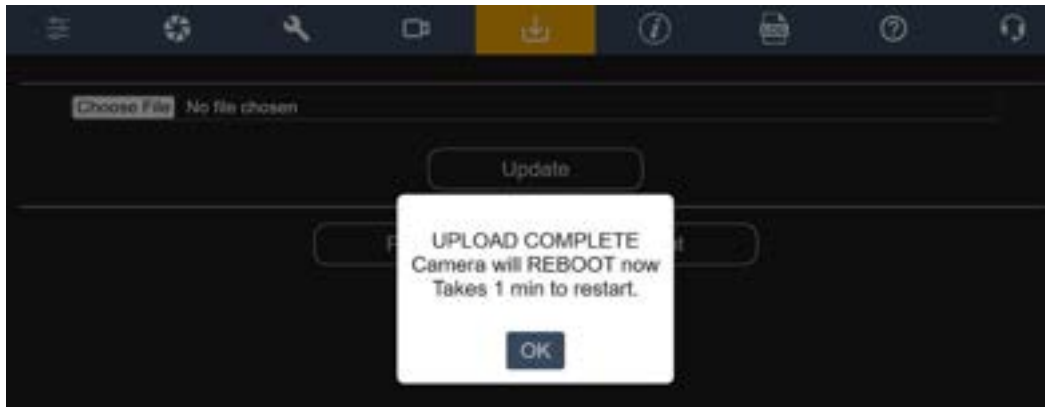 Choose File No file chosen
Update
UPLOAD COMPLETE
Camera will REBOOT now
Takes 1 min to restart.
OK